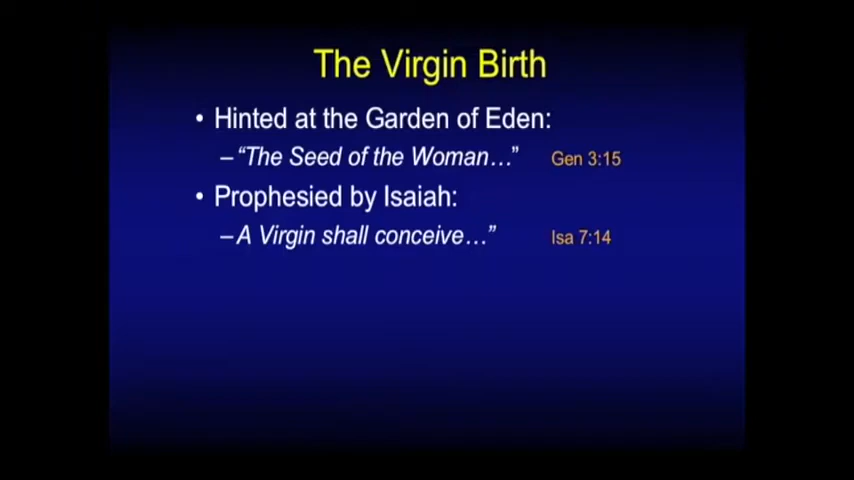 The Virgin Birth
• Hinted at the Garden of Eden:
– “The Seed of the Woman…” Gen 3:15
• Prophesied by Isaiah:
– A Virgin shall conceive…” Isa 7:14